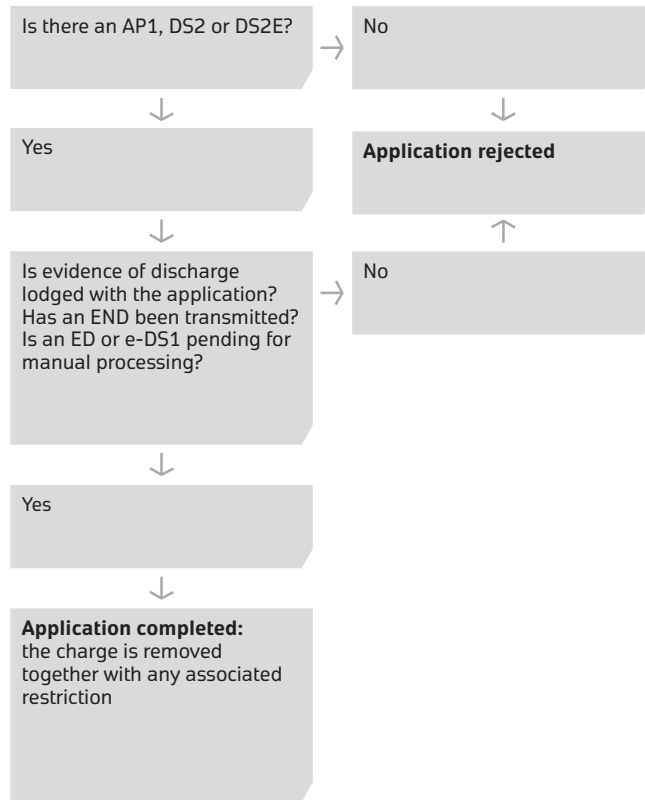 Is there an AP1, DS2 or DS2E?
No
Yes
Application rejected
Is evidence of discharge
lodged with the application?
Has an END been transmitted?
Is an ED or e-DS1 pending for
manual processing?
No
Yes
Application completed:
the charge is removed
together with any associated
restriction